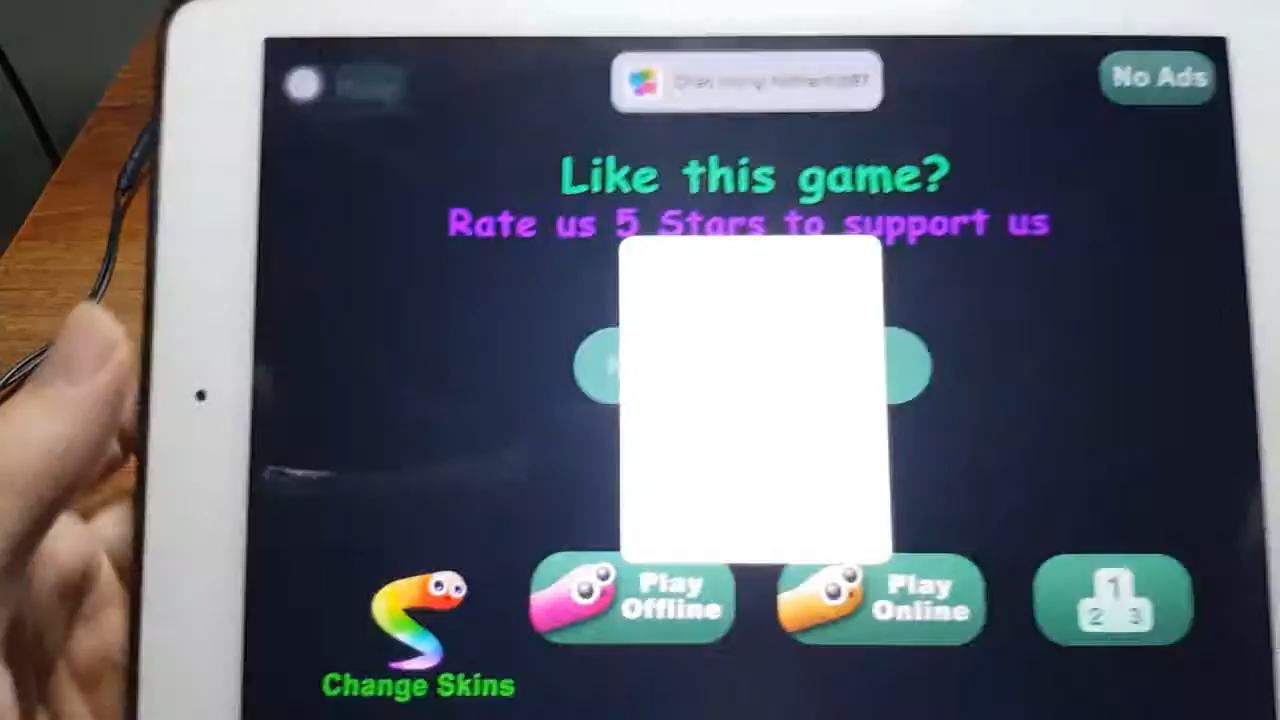 No Ads
Like this game?
Rate us 5 Stars to support us
Play
Offline
Play
Online
1
2 3
Change Skins